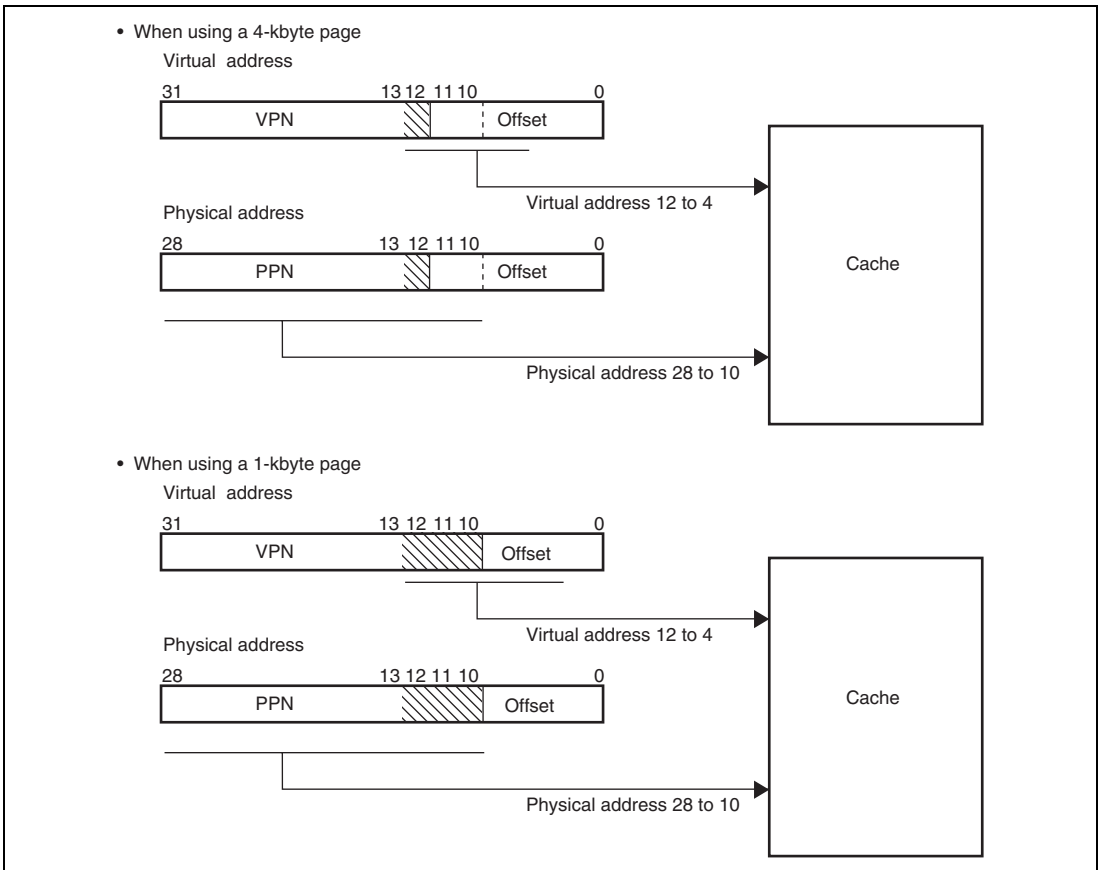 • When using a 4-kbyte page
Virtual address
31 13 12 11 10 0
VPN Offset
Virtual address 12 to 4
Physical address
28 13 12 11 10 0
PPN Offset
Cache
Physical address 28 to 10
• When using a 1-kbyte page
Virtual address
31 13 12 11 10 0
VPN Offset
Virtual address 12 to 4
Physical address
28 13 12 11 10 0
PPN Offset
Cache
Physical address 28 to 10